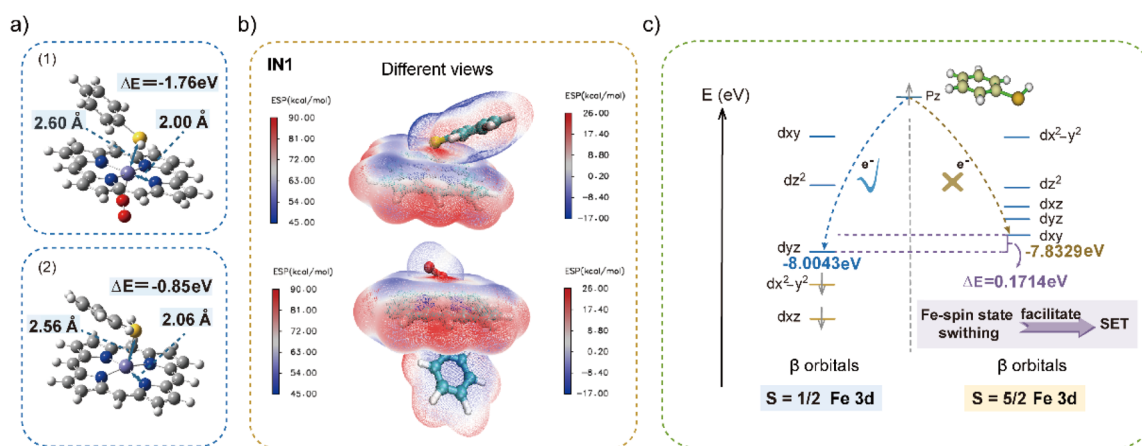 a)
(1)
ΔE=-1.76eV
2.60 Å
2.00 Å
(2)
ΔE=-0.85eV
2.56 Å
2.06 Å
b)
IN1
Different views
ESP(kcal/mol)
90.00
81.00
72.00
63.00
54.00
45.00
ESP(kcal/mol)
26.00
17.40
8.80
0.20
-8.40
-17.00
ESP(kcal/mol)
90.00
81.00
72.00
63.00
54.00
45.00
ESP(kcal/mol)
26.00
17.40
8.80
0.20
-8.40
-17.00
c)
E (eV)
Pz
dxy
dz²
dyz
-8.0043eV
dx²-y²
dxz
e⁻
e⁻
dx²-y²
dz²
dxz
dyz
dxy
-7.8329eV
ΔE=0.1714eV
Fe-spin state
swithing
facilitate
SET
β orbitals
β orbitals
S = 1/2 Fe 3d
S = 5/2 Fe 3d